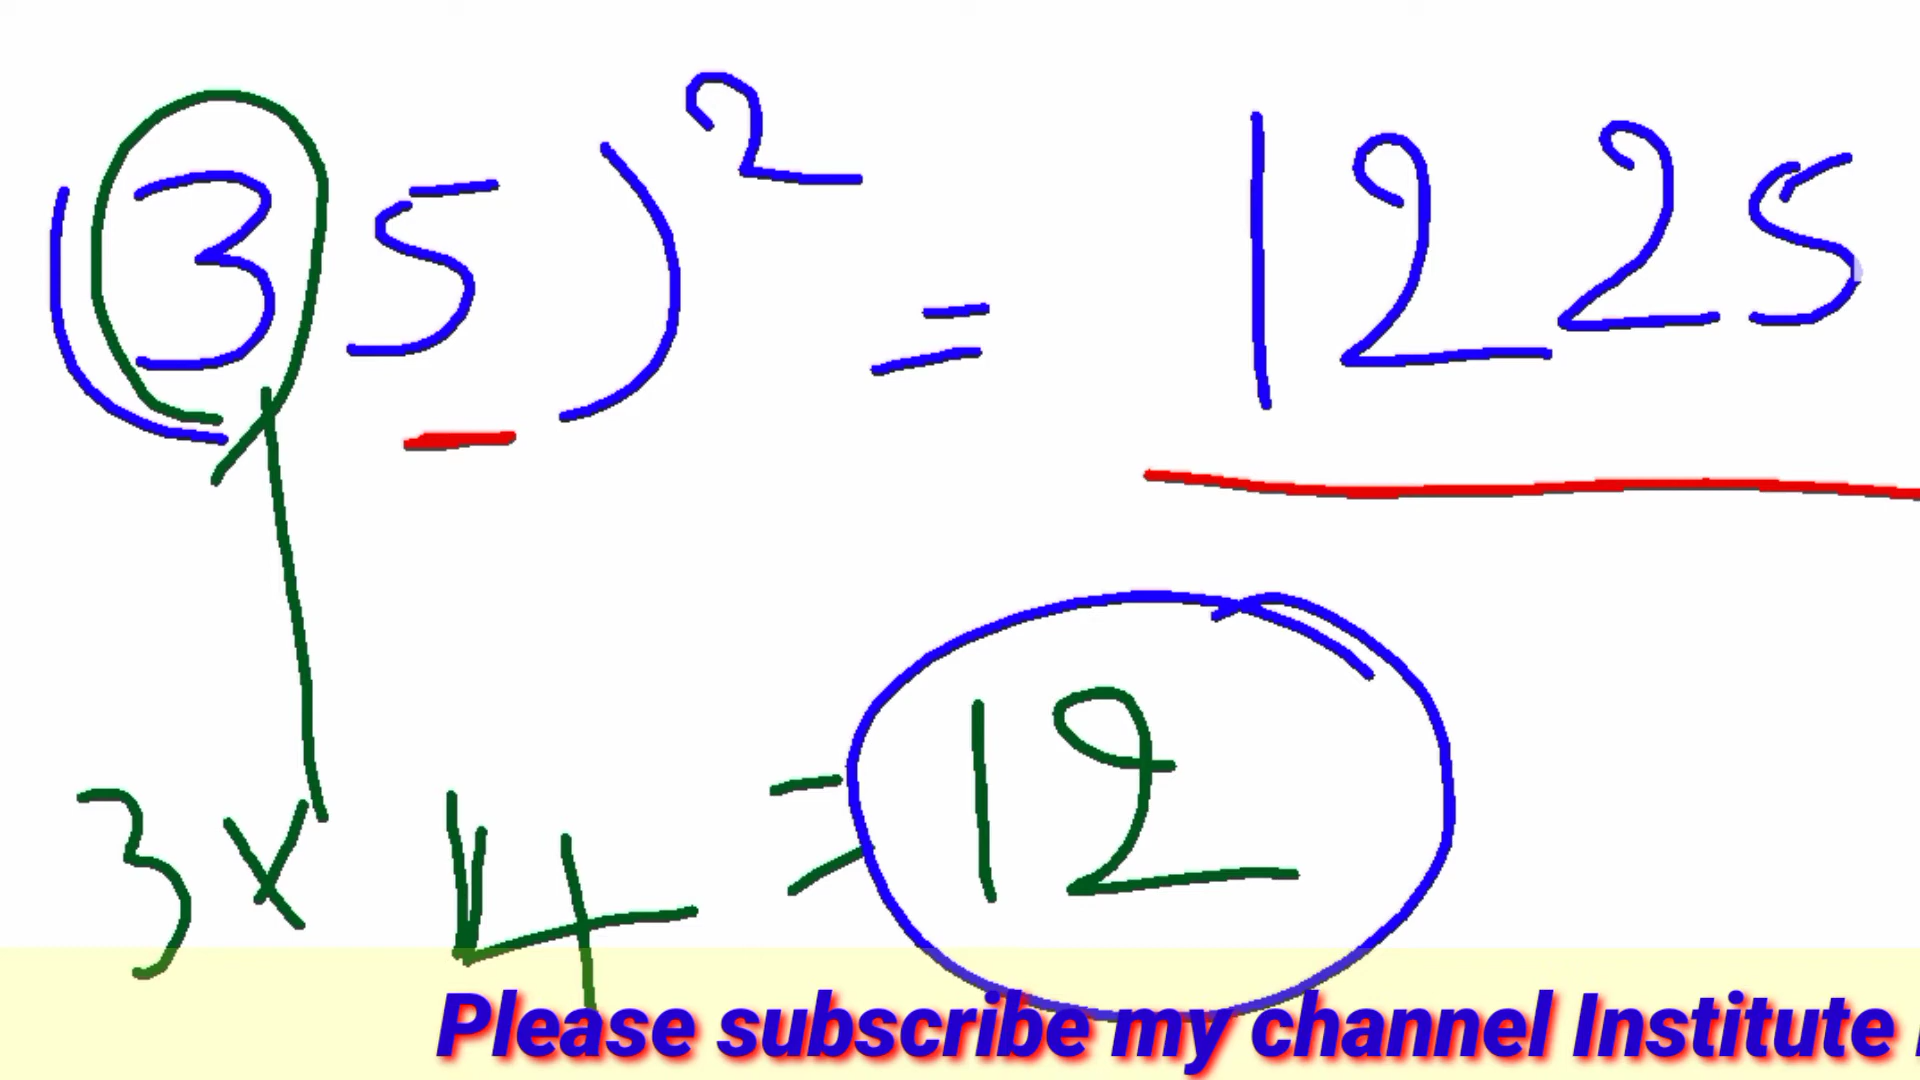 (35)² = 1225
3 × 4 = 12
Please subscribe my channel Institute